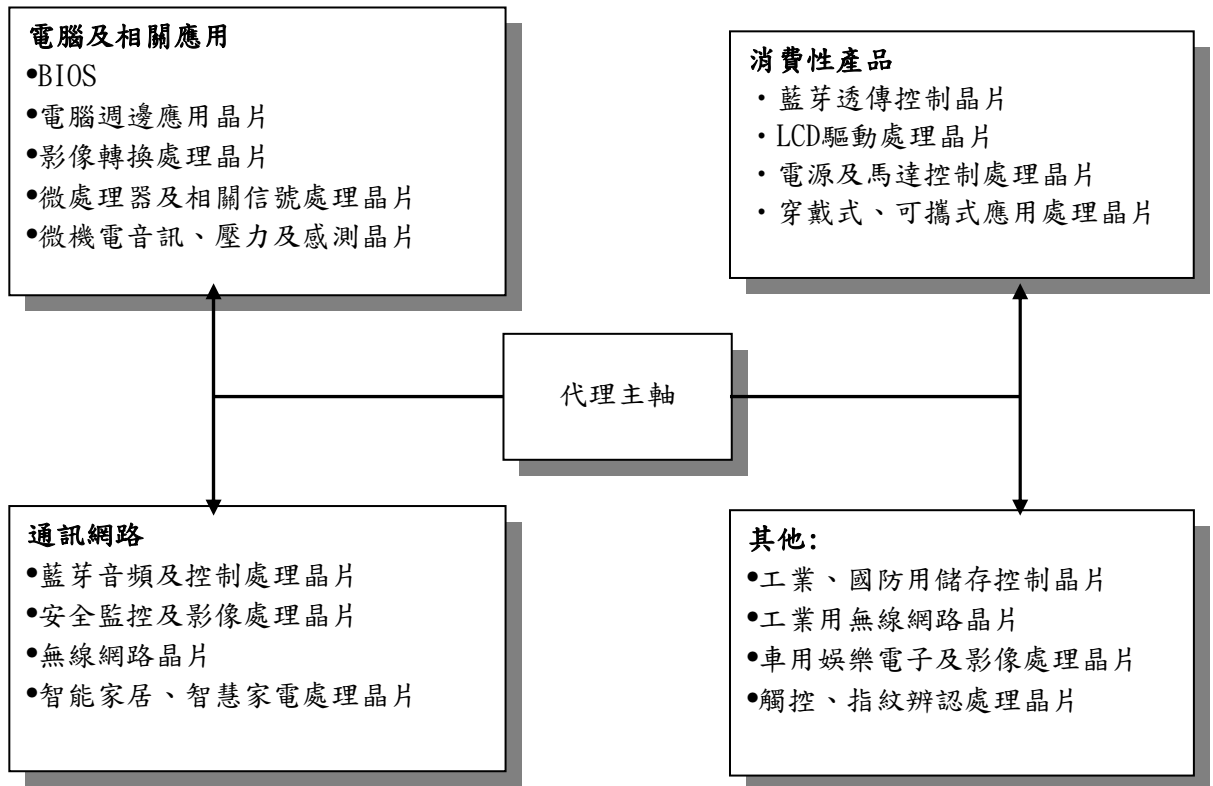 電腦及相關應用
•BIOS
•電腦週邊應用晶片
•影像轉換處理晶片
•微處理器及相關信號處理晶片
•微機電音訊、壓力及感測晶片
消費性產品
・藍芽透傳控制晶片
・LCD驅動處理晶片
・電源及馬達控制處理晶片
・穿戴式、可攜式應用處理晶片
代理主軸
通訊網路
•藍芽音頻及控制處理晶片
•安全監控及影像處理晶片
•無線網路晶片
•智能家居、智慧家電處理晶片
其他:
•工業、國防用儲存控制晶片
•工業用無線網路晶片
•車用娛樂電子及影像處理晶片
•觸控、指紋辨認處理晶片